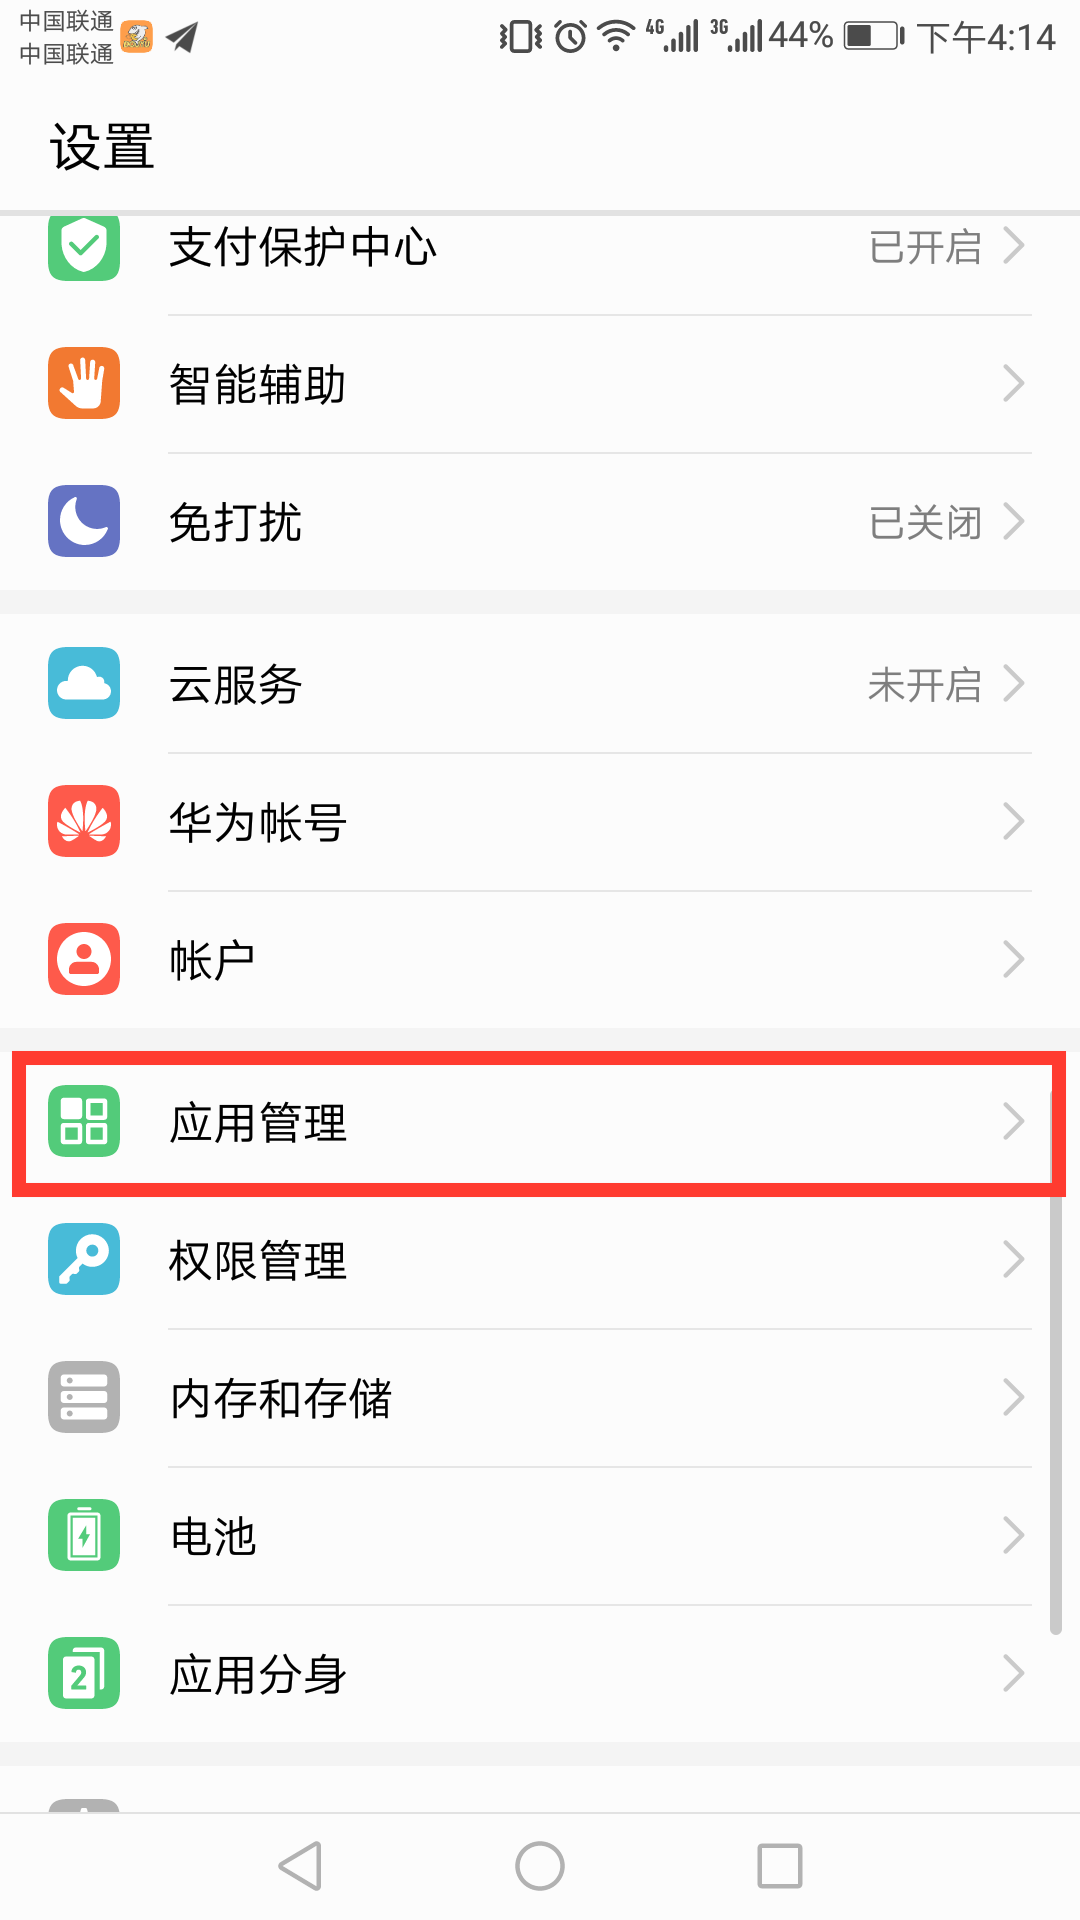 中国联通
中国联通
4G 3G 44% 下午4:14
设置
支付保护中心 已开启
智能辅助
免打扰 已关闭
云服务 未开启
华为帐号
帐户
应用管理
权限管理
内存和存储
电池
2 应用分身